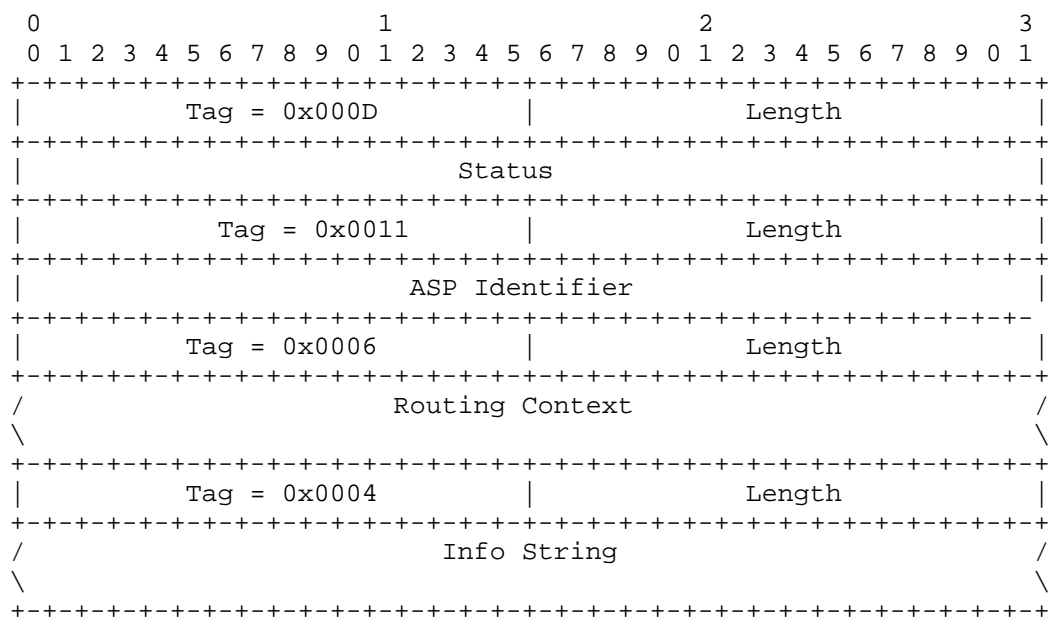 0                   1                   2                   3
 0 1 2 3 4 5 6 7 8 9 0 1 2 3 4 5 6 7 8 9 0 1 2 3 4 5 6 7 8 9 0 1
+-+-+-+-+-+-+-+-+-+-+-+-+-+-+-+-+-+-+-+-+-+-+-+-+-+-+-+-+-+-+-+-+
|          Tag = 0x000D         |             Length            |
+-+-+-+-+-+-+-+-+-+-+-+-+-+-+-+-+-+-+-+-+-+-+-+-+-+-+-+-+-+-+-+-+
|                           Status                              |
+-+-+-+-+-+-+-+-+-+-+-+-+-+-+-+-+-+-+-+-+-+-+-+-+-+-+-+-+-+-+-+-+
|            Tag = 0x0011       |             Length            |
+-+-+-+-+-+-+-+-+-+-+-+-+-+-+-+-+-+-+-+-+-+-+-+-+-+-+-+-+-+-+-+-+
|                        ASP Identifier                         |
+-+-+-+-+-+-+-+-+-+-+-+-+-+-+-+-+-+-+-+-+-+-+-+-+-+-+-+-+-+-+-+-
|          Tag = 0x0006         |             Length            |
+-+-+-+-+-+-+-+-+-+-+-+-+-+-+-+-+-+-+-+-+-+-+-+-+-+-+-+-+-+-+-+-+
/                       Routing Context                         /
\                                                               \
+-+-+-+-+-+-+-+-+-+-+-+-+-+-+-+-+-+-+-+-+-+-+-+-+-+-+-+-+-+-+-+-+
|          Tag = 0x0004         |             Length            |
+-+-+-+-+-+-+-+-+-+-+-+-+-+-+-+-+-+-+-+-+-+-+-+-+-+-+-+-+-+-+-+-+
/                          Info String                          /
\                                                               \
+-+-+-+-+-+-+-+-+-+-+-+-+-+-+-+-+-+-+-+-+-+-+-+-+-+-+-+-+-+-+-+-+